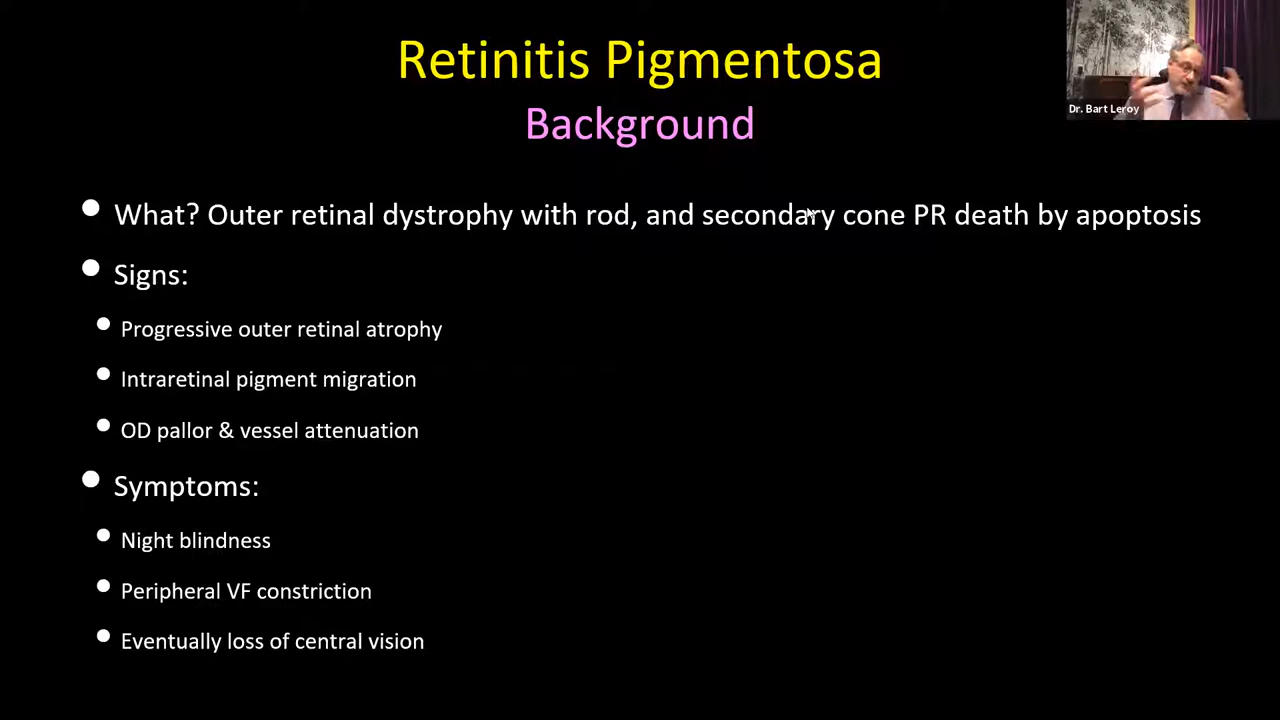 Retinitis Pigmentosa
Background
Dr. Bart Leroy
• What? Outer retinal dystrophy with rod, and secondary cone PR death by apoptosis
• Signs:
• Progressive outer retinal atrophy
• Intraretinal pigment migration
• OD pallor & vessel attenuation
• Symptoms:
• Night blindness
• Peripheral VF constriction
• Eventually loss of central vision